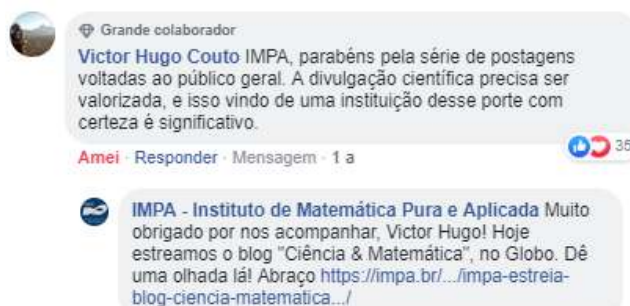 Grande colaborador
Victor Hugo Couto IMPA, parabéns pela série de postagens
voltadas ao público geral. A divulgação científica precisa ser
valorizada, e isso vindo de uma instituição desse porte com
certeza é significativo.
Amei · Responder · Mensagem · 1 a
35
IMPA - Instituto de Matemática Pura e Aplicada Muito
obrigado por nos acompanhar, Victor Hugo! Hoje
estreamos o blog "Ciência & Matemática", no Globo. Dê
uma olhada lá! Abraço https://impa.br/.../impa-estreia-
blog-ciencia-matematica.../